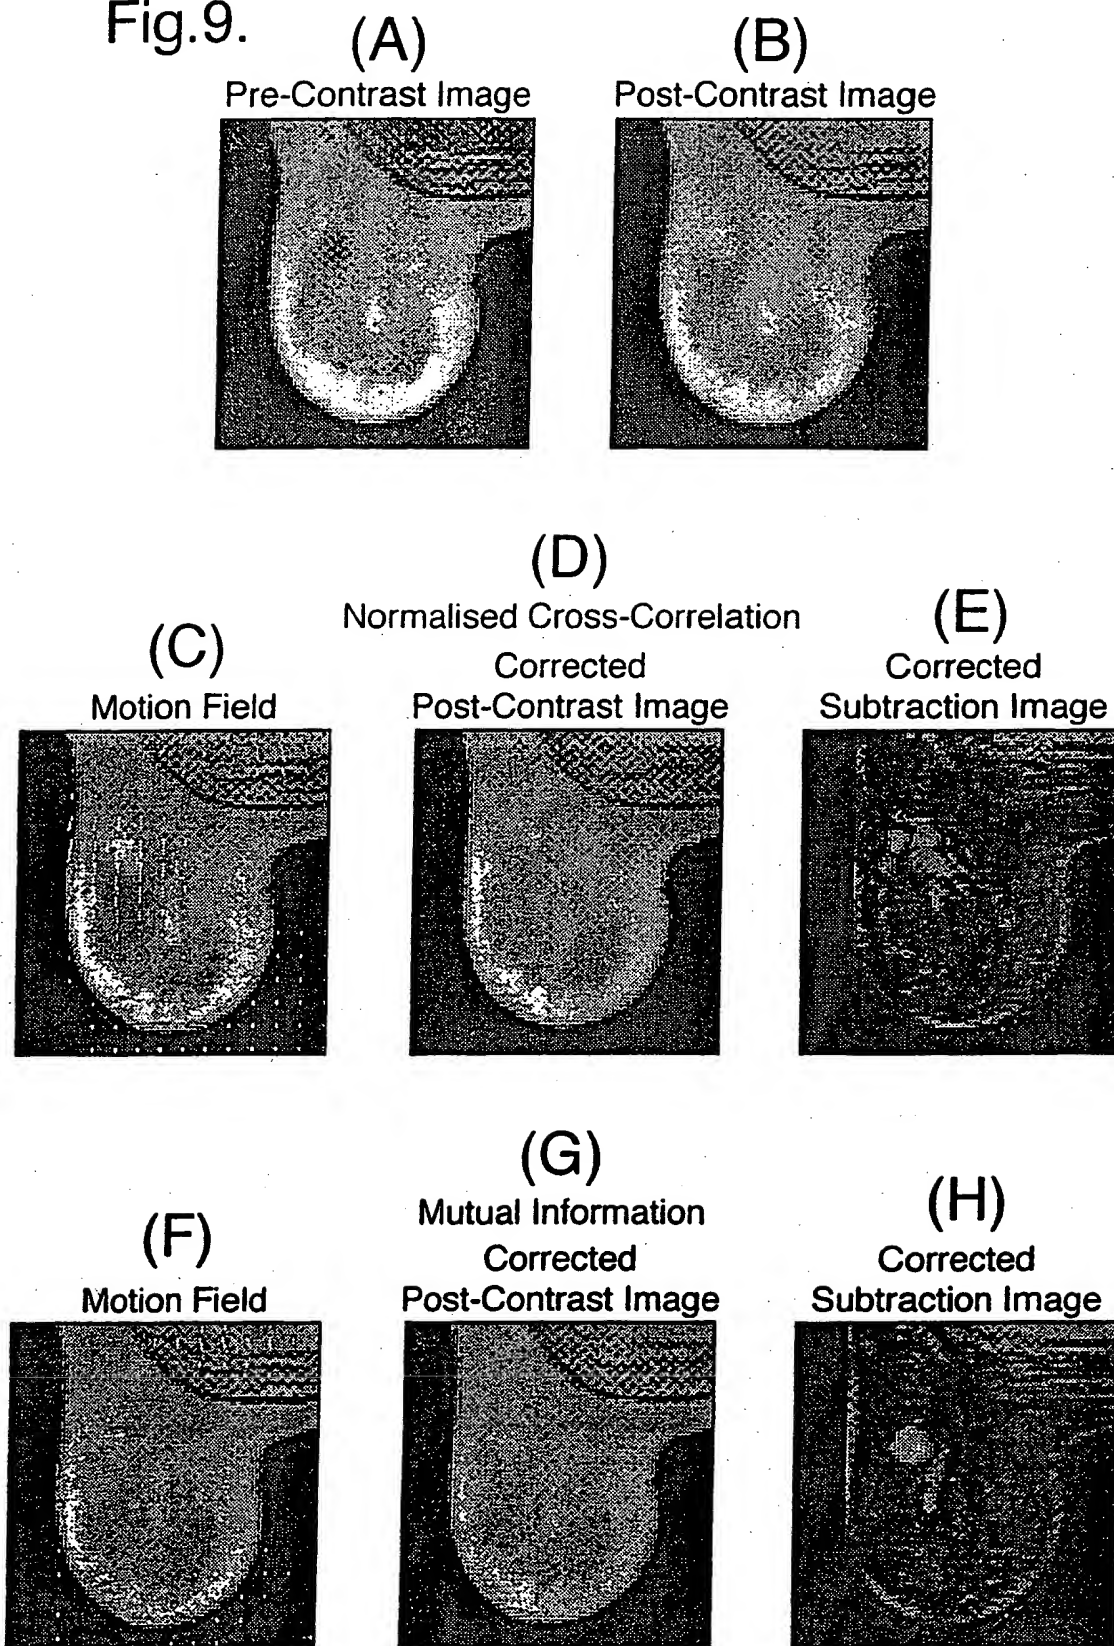 Fig.9.
(A)
Pre-Contrast Image
(B)
Post-Contrast Image
(C)
Motion Field
(D)
Normalised Cross-Correlation
Corrected
Post-Contrast Image
(E)
Corrected
Subtraction Image
(F)
Motion Field
(G)
Mutual Information
Corrected
Post-Contrast Image
(H)
Corrected
Subtraction Image